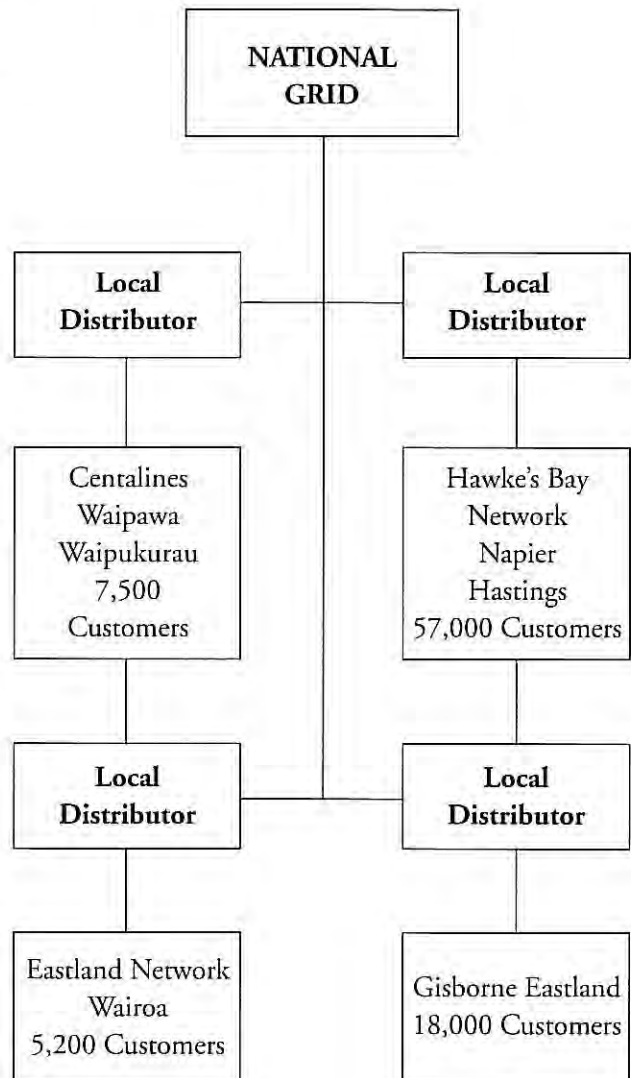 NATIONAL
GRID
Local
Distributor
Local
Distributor
Centalines
Waipawa
Waipukurau
7,500
Customers
Hawke's Bay
Network
Napier
Hastings
57,000 Customers
Local
Distributor
Local
Distributor
Eastland Network
Wairoa
5,200 Customers
Gisborne Eastland
18,000 Customers